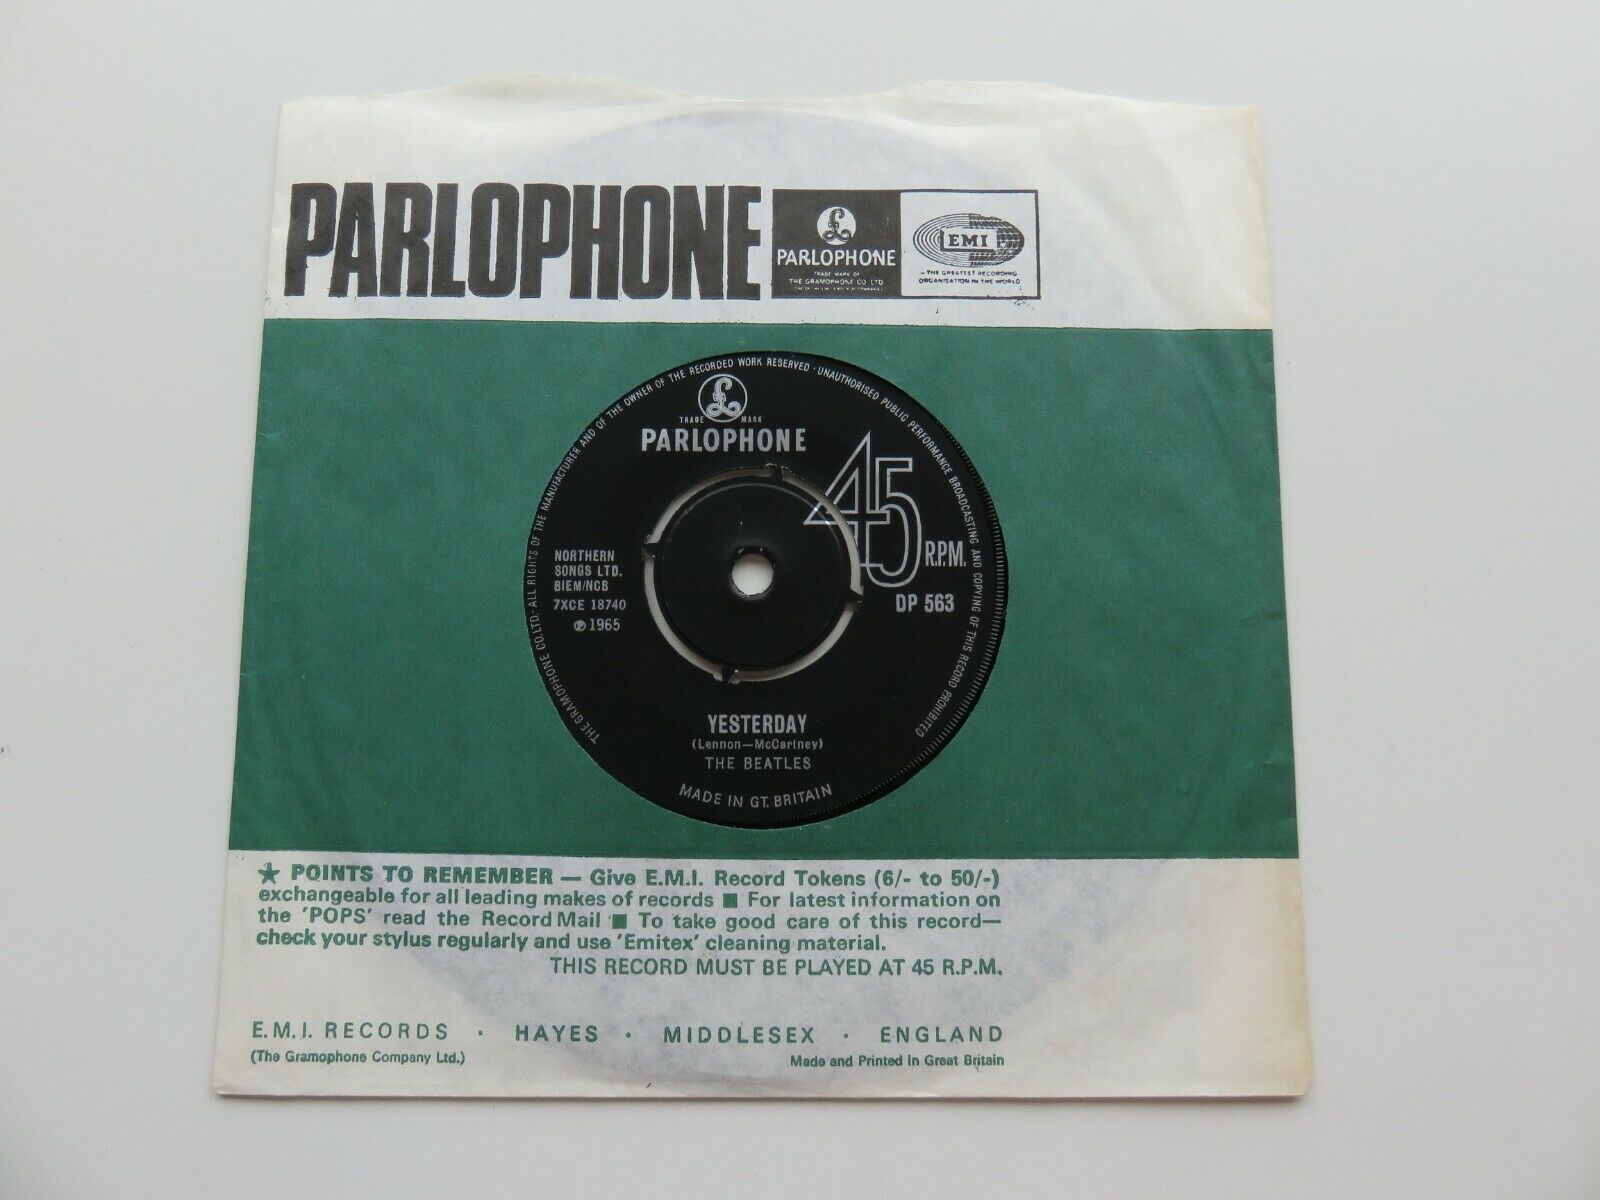 PARLOPHONE
£
PARLOPHONE
TRADE MARK OF
THE GRAMOPHONE CO LTD
EMI
THE GREATEST RECORDING
ORGANISATION IN THE WORLD
THE GRAMOPHONE CO.LTD.·ALL RIGHTS OF THE MANUFACTURER AND OF THE OWNER OF THE RECORDED WORK RESERVED·UNAUTHORISED PUBLIC PERFORMANCE BROADCASTING AND COPYING OF THIS RECORD PROHIBITED
£
TRADE MARK
PARLOPHONE
45
R.P.M.
NORTHERN
SONGS LTD.
BIEM/NCB
7XCE 18740
℗ 1965
DP 563
YESTERDAY
(Lennon—McCartney)
THE BEATLES
MADE IN GT. BRITAIN
★ POINTS TO REMEMBER — Give E.M.I. Record Tokens (6/- to 50/-)
exchangeable for all leading makes of records ■ For latest information on
the 'POPS' read the Record Mail ■ To take good care of this record—
check your stylus regularly and use 'Emitex' cleaning material.
THIS RECORD MUST BE PLAYED AT 45 R.P.M.
E.M.I. RECORDS · HAYES · MIDDLESEX · ENGLAND
(The Gramophone Company Ltd.) Made and Printed in Great Britain